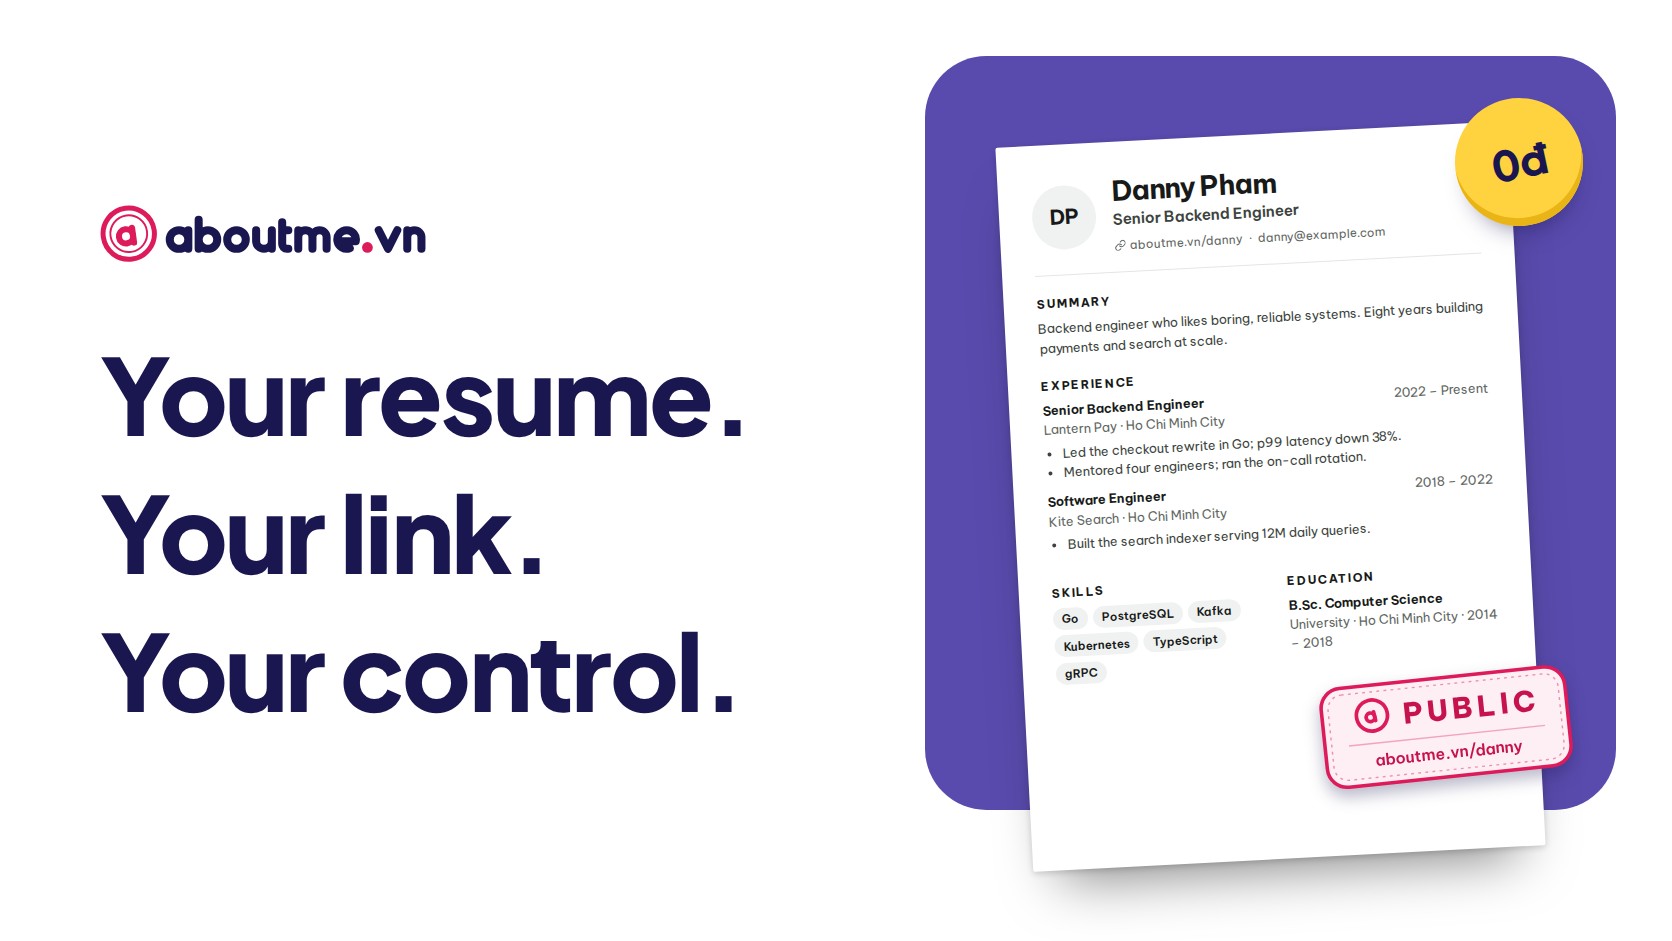 aboutme.vn
Your resume.
Your link.
Your control.
0đ
DP
Danny Pham
Senior Backend Engineer
aboutme.vn/danny · danny@example.com
SUMMARY
Backend engineer who likes boring, reliable systems. Eight years building
payments and search at scale.
EXPERIENCE
Senior Backend Engineer
2022 – Present
Lantern Pay · Ho Chi Minh City
• Led the checkout rewrite in Go; p99 latency down 38%.
• Mentored four engineers; ran the on-call rotation.
Software Engineer
2018 – 2022
Kite Search · Ho Chi Minh City
• Built the search indexer serving 12M daily queries.
SKILLS
Go PostgreSQL Kafka
Kubernetes TypeScript
gRPC
EDUCATION
B.Sc. Computer Science
University · Ho Chi Minh City · 2014
– 2018
a PUBLIC
aboutme.vn/danny